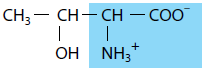 CH₃ — CH — CH — COO⁻
OH NH₃⁺